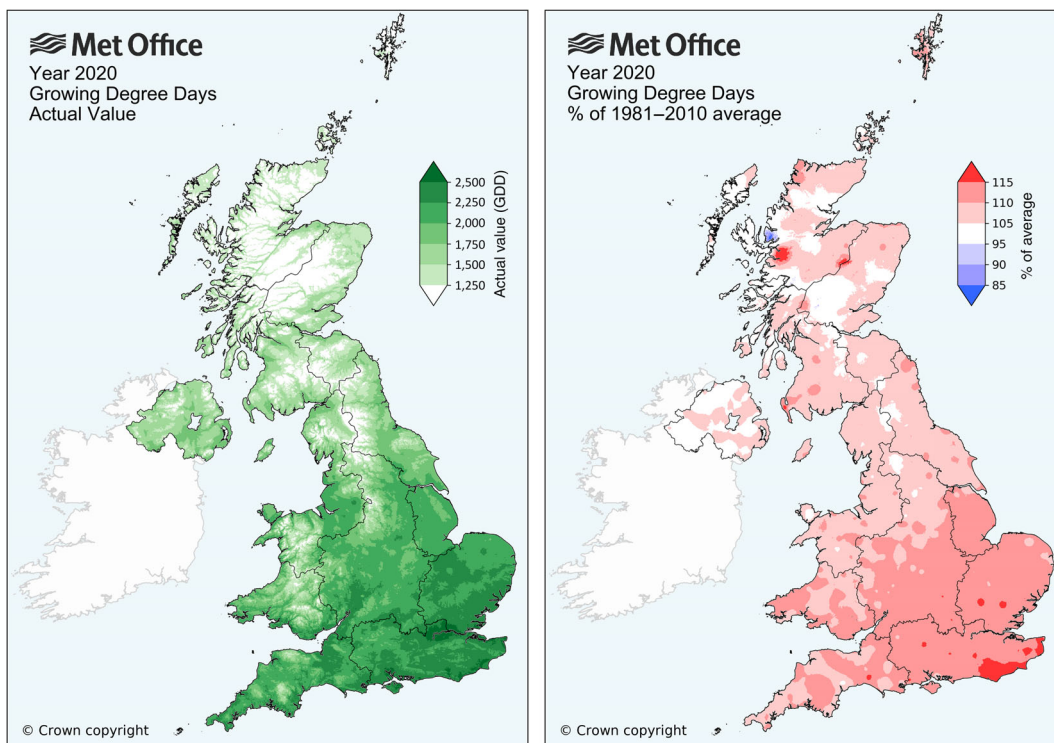 Met Office
Year 2020
Growing Degree Days
Actual Value
2,500
2,250
2,000
1,750
1,500
1,250
Actual value (GDD)
© Crown copyright
Met Office
Year 2020
Growing Degree Days
% of 1981–2010 average
115
110
105
95
90
85
% of average
© Crown copyright